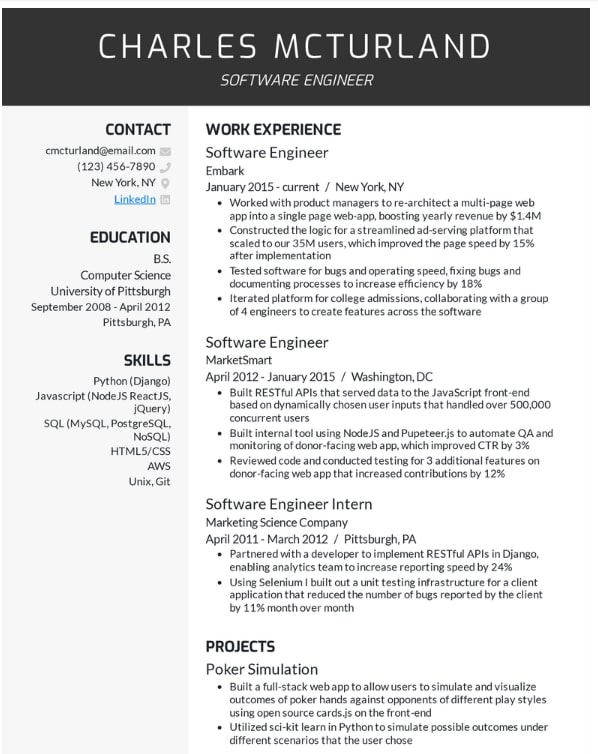 CHARLES MCTURLAND
SOFTWARE ENGINEER
CONTACT
cmcturland@email.com
(123) 456-7890
New York, NY
LinkedIn
EDUCATION
B.S.
Computer Science
University of Pittsburgh
September 2008 - April 2012
Pittsburgh, PA
SKILLS
Python (Django)
Javascript (NodeJS ReactJS,
jQuery)
SQL (MySQL, PostgreSQL,
NoSQL)
HTML5/CSS
AWS
Unix, Git
WORK EXPERIENCE
Software Engineer
Embark
January 2015 - current / New York, NY
• Worked with product managers to re-architect a multi-page web
app into a single page web-app, boosting yearly revenue by $1.4M
• Constructed the logic for a streamlined ad-serving platform that
scaled to our 35M users, which improved the page speed by 15%
after implementation
• Tested software for bugs and operating speed, fixing bugs and
documenting processes to increase efficiency by 18%
• Iterated platform for college admissions, collaborating with a group
of 4 engineers to create features across the software
Software Engineer
MarketSmart
April 2012 - January 2015 / Washington, DC
• Built RESTful APIs that served data to the JavaScript front-end
based on dynamically chosen user inputs that handled over 500,000
concurrent users
• Built internal tool using NodeJS and Pupeteer.js to automate QA and
monitoring of donor-facing web app, which improved CTR by 3%
• Reviewed code and conducted testing for 3 additional features on
donor-facing web app that increased contributions by 12%
Software Engineer Intern
Marketing Science Company
April 2011 - March 2012 / Pittsburgh, PA
• Partnered with a developer to implement RESTful APIs in Django,
enabling analytics team to increase reporting speed by 24%
• Using Selenium I built out a unit testing infrastructure for a client
application that reduced the number of bugs reported by the client
by 11% month over month
PROJECTS
Poker Simulation
• Built a full-stack web app to allow users to simulate and visualize
outcomes of poker hands against opponents of different play styles
using open source cards.js on the front-end
• Utilized sci-kit learn in Python to simulate possible outcomes under
different scenarios that the user chose